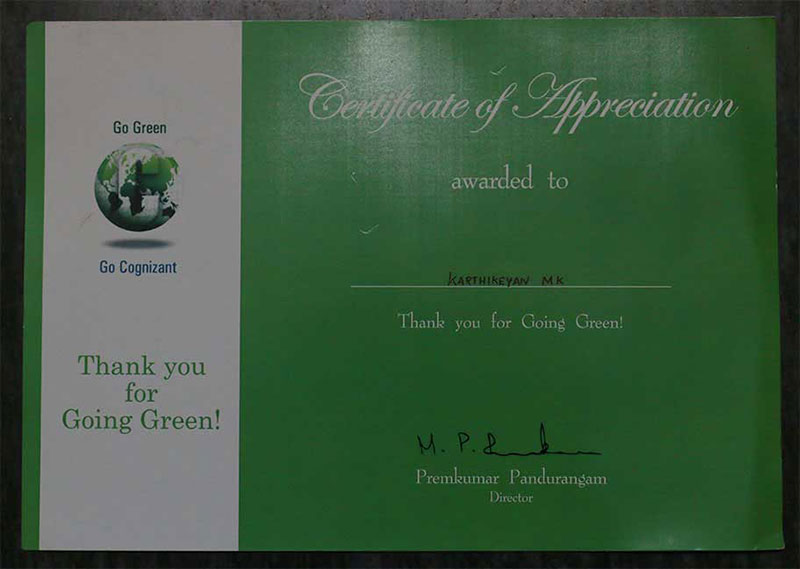 Go Green
Go Cognizant
Thank you
for
Going Green!
Certificate of Appreciation
awarded to
KARTHIKEYAN M.K
Thank you for Going Green!
M. P.
Premkumar Pandurangam
Director